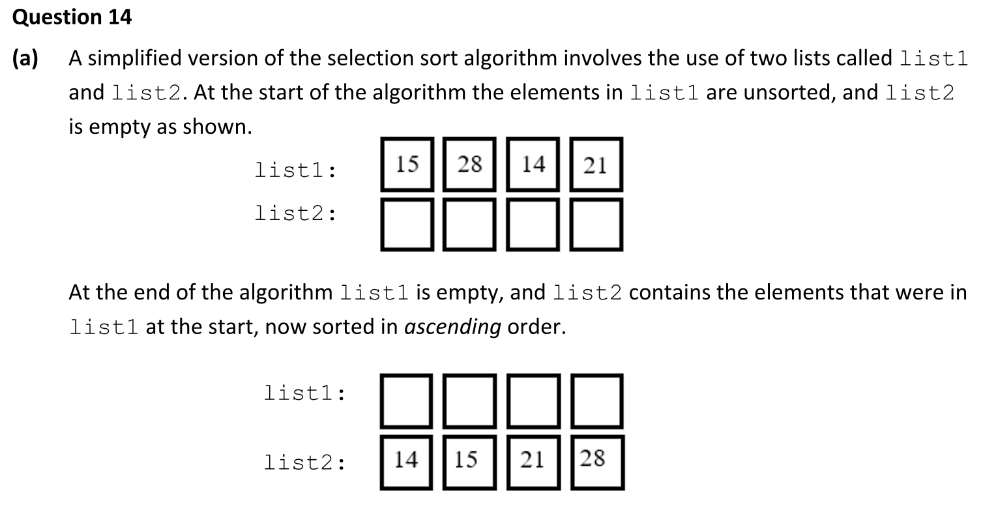 Question 14
(a) A simplified version of the selection sort algorithm involves the use of two lists called list1
and list2. At the start of the algorithm the elements in list1 are unsorted, and list2
is empty as shown.
list1: 15 28 14 21
list2:
At the end of the algorithm list1 is empty, and list2 contains the elements that were in
list1 at the start, now sorted in ascending order.
list1:
list2: 14 15 21 28